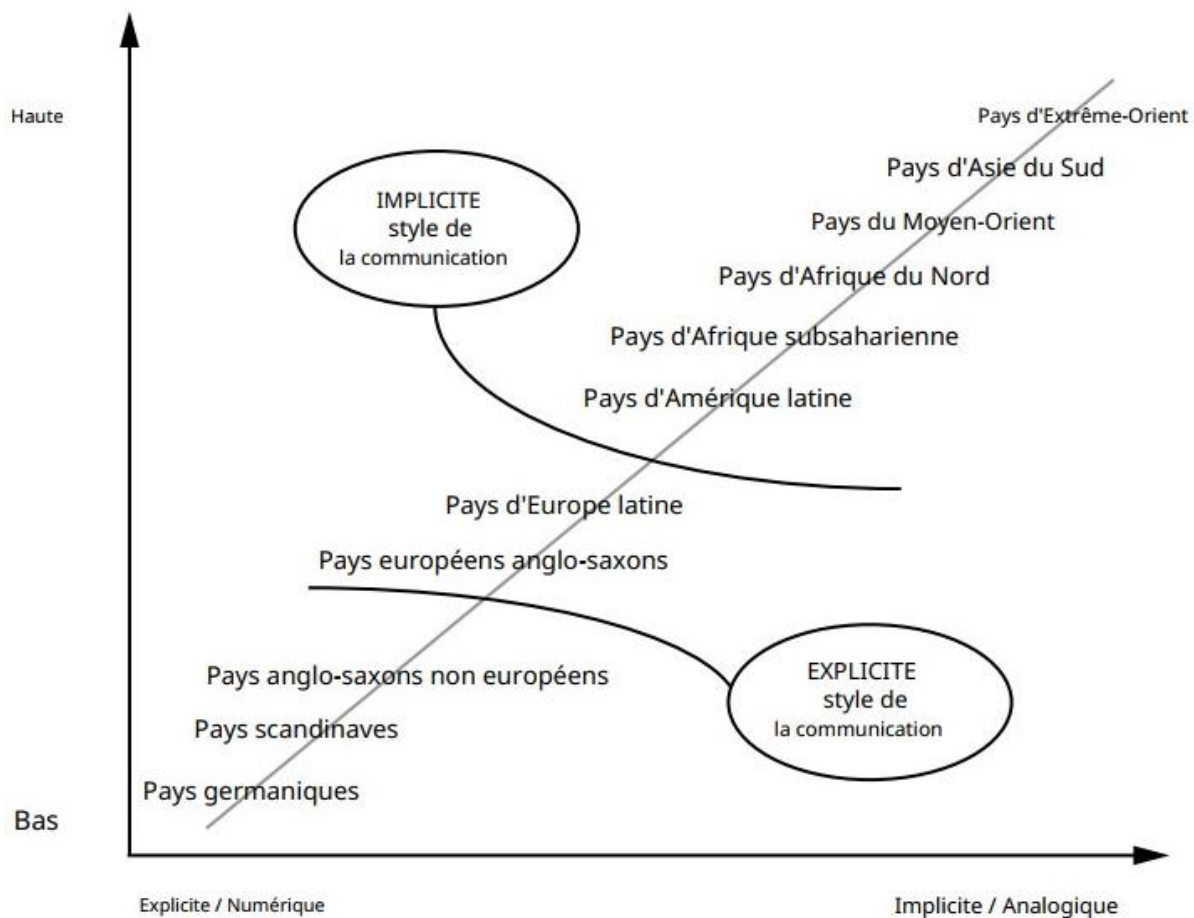 Haute
Pays d'Extrême-Orient
Pays d'Asie du Sud
IMPLICITE
style de
la communication
Pays du Moyen-Orient
Pays d'Afrique du Nord
Pays d'Afrique subsaharienne
Pays d'Amérique latine
Pays d'Europe latine
Pays européens anglo-saxons
Pays anglo-saxons non européens
EXPLICITE
style de
la communication
Pays scandinaves
Pays germaniques
Bas
Explicite / Numérique
Implicite / Analogique